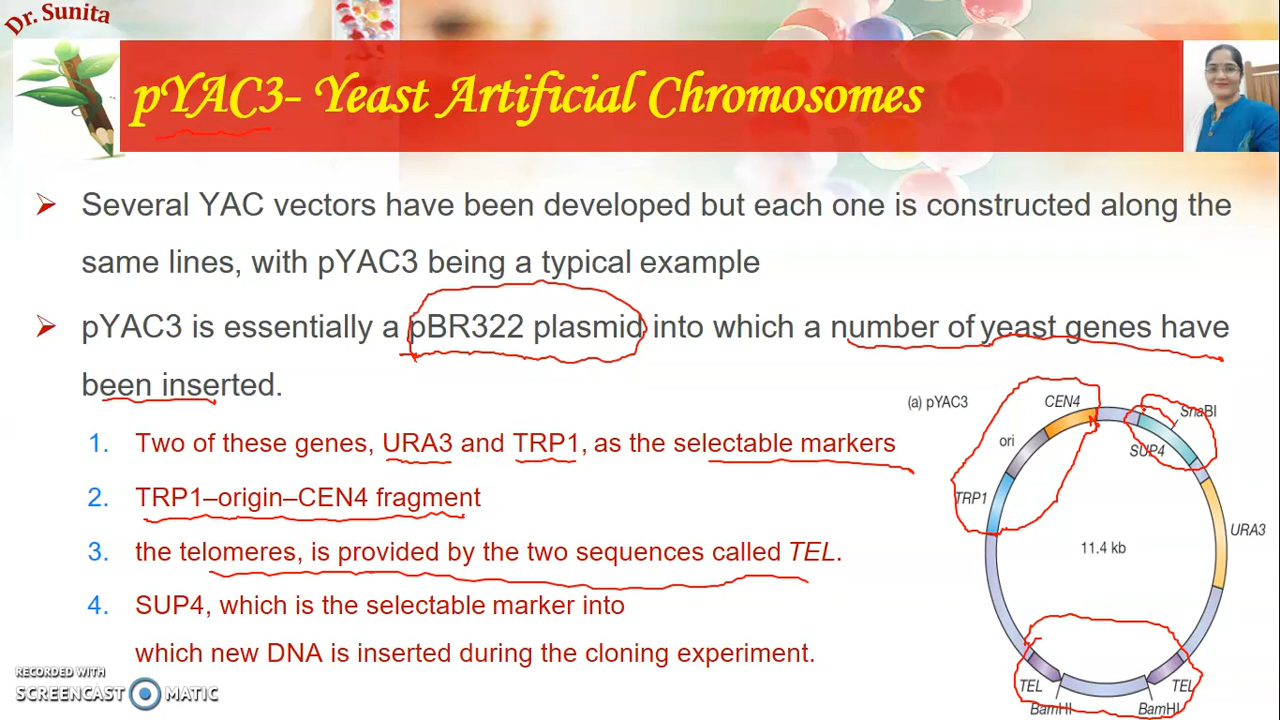 Dr. Sunita
pYAC3- Yeast Artificial Chromosomes
Several YAC vectors have been developed but each one is constructed along the
same lines, with pYAC3 being a typical example
pYAC3 is essentially a pBR322 plasmid into which a number of yeast genes have
been inserted.
1. Two of these genes, URA3 and TRP1, as the selectable markers
2. TRP1–origin–CEN4 fragment
3. the telomeres, is provided by the two sequences called TEL.
4. SUP4, which is the selectable marker into
which new DNA is inserted during the cloning experiment.
(a) pYAC3
CEN4
SnaBI
ori
SUP4
TRP1
URA3
11.4 kb
TEL
TEL
BamHI
BamHI
RECORDED WITH
SCREENCAST MATIC